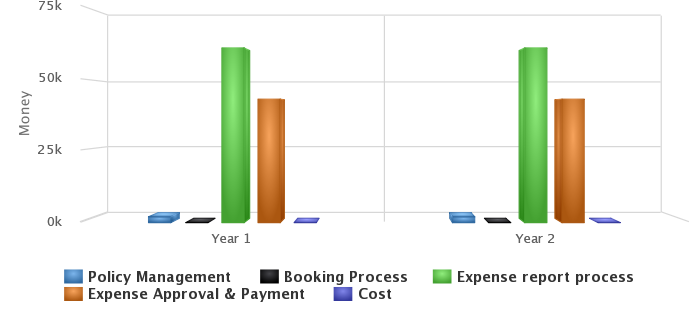 75k
50k
Money
25k
0k
Year 1 Year 2
Policy Management Booking Process Expense report process
Expense Approval & Payment Cost